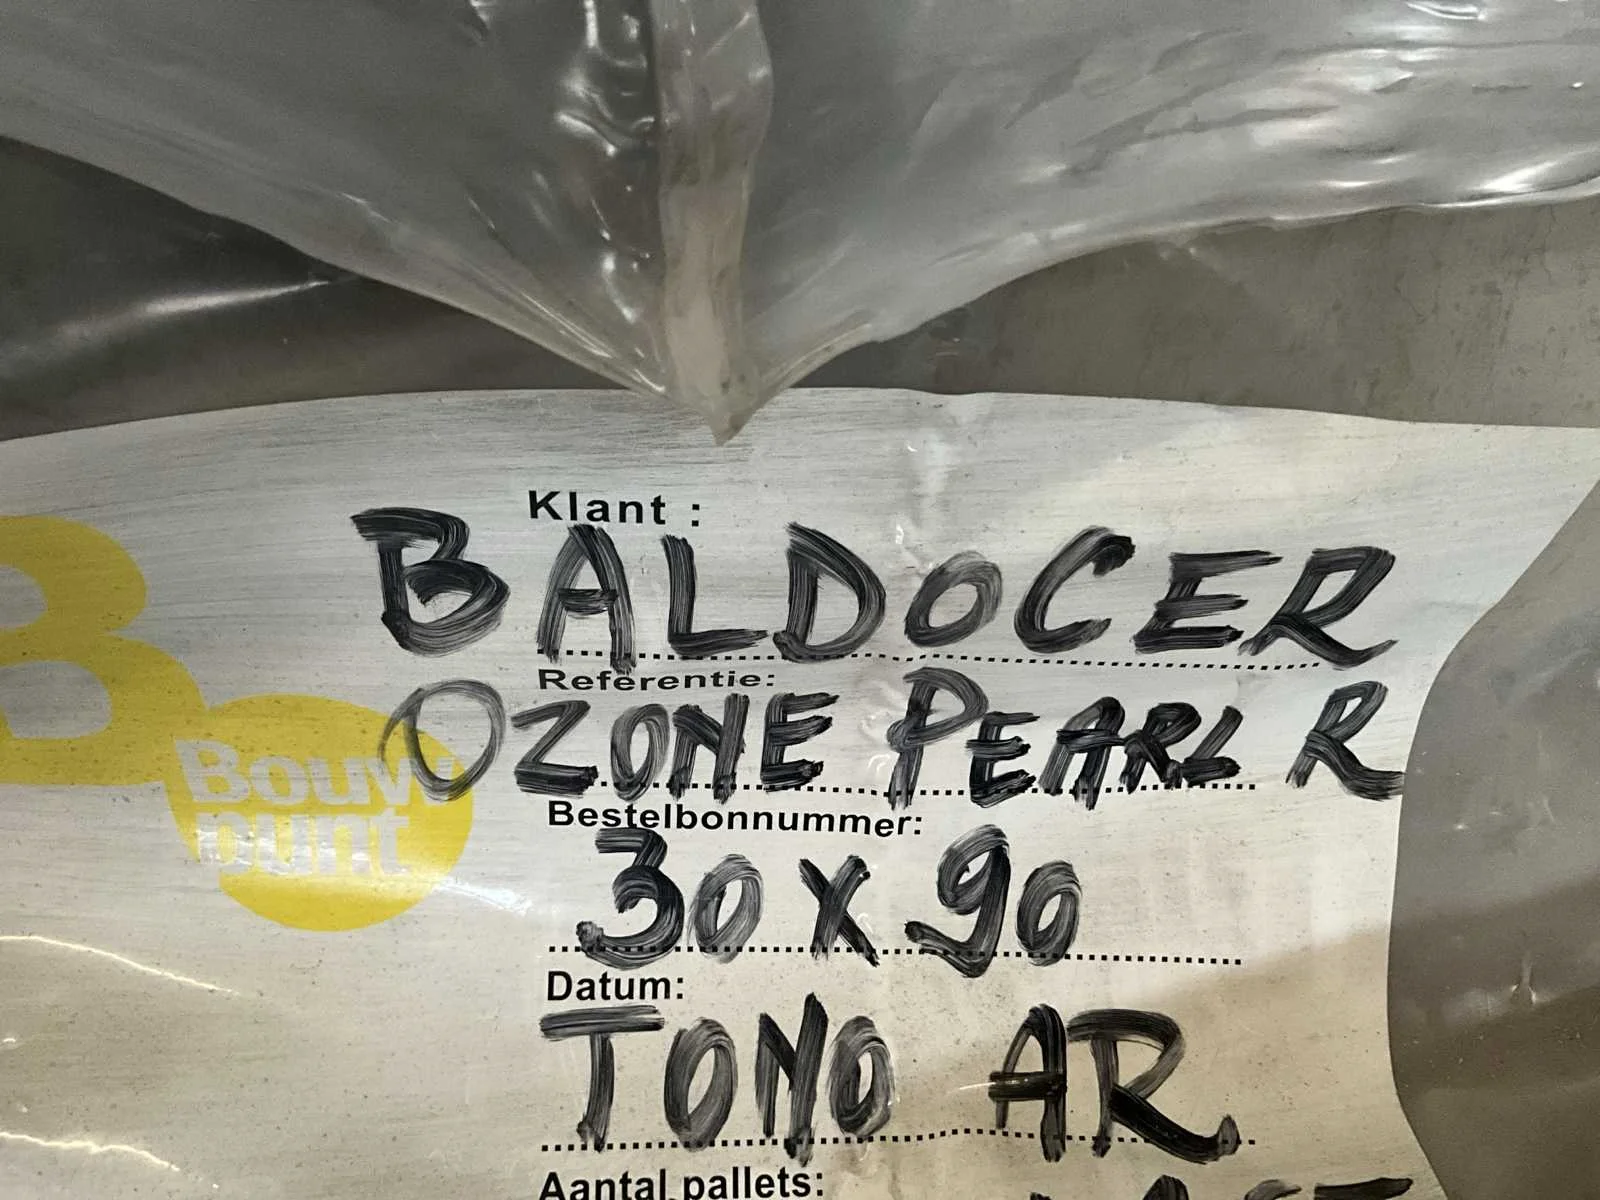 Klant :
BALDOCER
Referentie:
OZONE PEARL R
Bouw
punt
Bestelbonnummer:
30 x 90
Datum:
TONO AR
Aantal pallets: